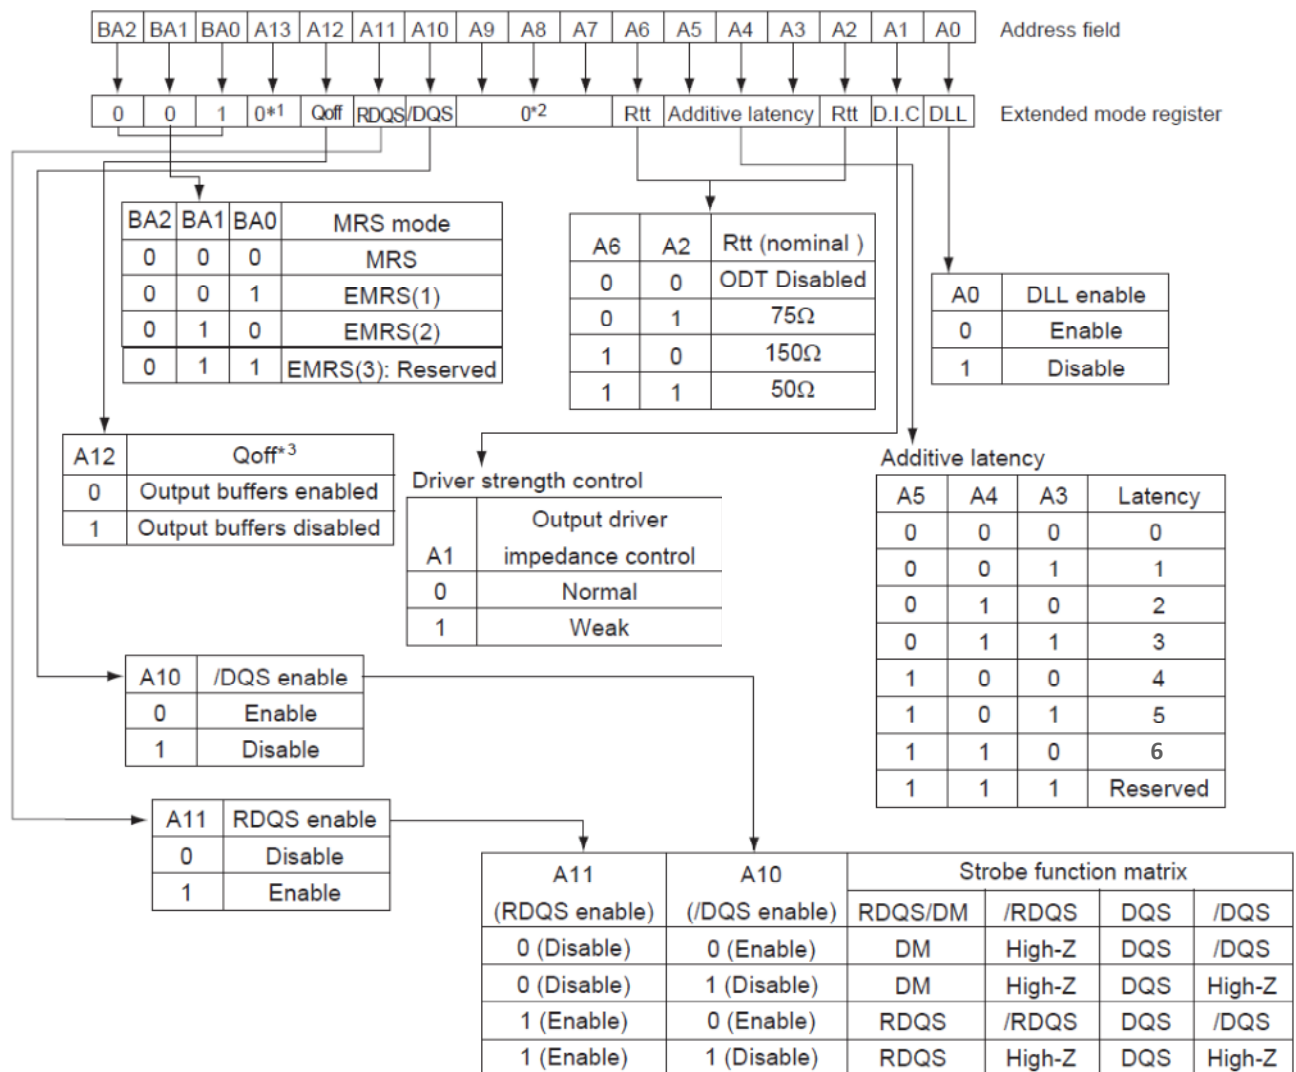 BA2 BA1 BA0 A13 A12 A11 A10 A9 A8 A7 A6 A5 A4 A3 A2 A1 A0 Address field
0 0 1 0*1 Qoff RDQS /DQS 0*2 Rtt Additive latency Rtt D.I.C DLL Extended mode register
BA2 BA1 BA0 MRS mode
0 0 0 MRS
0 0 1 EMRS(1)
0 1 0 EMRS(2)
0 1 1 EMRS(3): Reserved
A6 A2 Rtt (nominal )
0 0 ODT Disabled
0 1 75Ω
1 0 150Ω
1 1 50Ω
A0 DLL enable
0 Enable
1 Disable
A12 Qoff*3
0 Output buffers enabled
1 Output buffers disabled
Driver strength control
Output driver
A1 impedance control
0 Normal
1 Weak
Additive latency
A5 A4 A3 Latency
0 0 0 0
0 0 1 1
0 1 0 2
0 1 1 3
1 0 0 4
1 0 1 5
1 1 0 6
1 1 1 Reserved
A10 /DQS enable
0 Enable
1 Disable
A11 RDQS enable
0 Disable
1 Enable
A11 A10 Strobe function matrix
(RDQS enable) (/DQS enable) RDQS/DM /RDQS DQS /DQS
0 (Disable) 0 (Enable) DM High-Z DQS /DQS
0 (Disable) 1 (Disable) DM High-Z DQS High-Z
1 (Enable) 0 (Enable) RDQS /RDQS DQS /DQS
1 (Enable) 1 (Disable) RDQS High-Z DQS High-Z